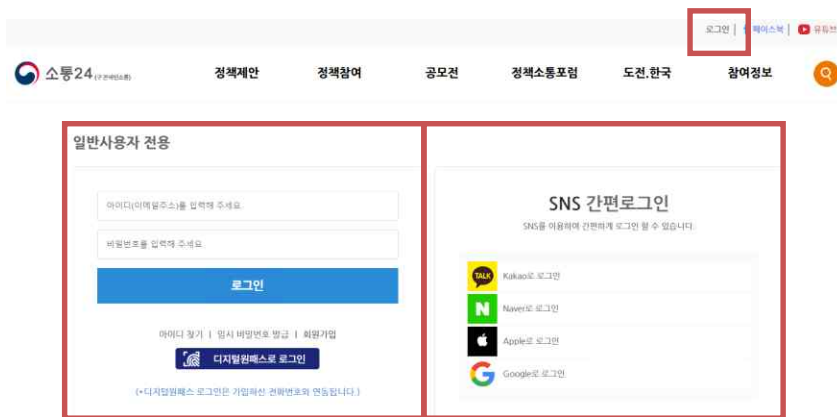 로그인 | 페이스북 | 유튜브
소통24 (구 온국민소통) 정책제안 정책참여 공모전 정책소통포럼 도전.한국 참여정보
일반사용자 전용
아이디(이메일주소)를 입력해 주세요.
비밀번호를 입력해 주세요
로그인
아이디 찾기 | 임시 비밀번호 발급 | 회원가입
디지털원패스로 로그인
(*디지털원패스 로그인은 가입하신 전화번호와 연동됩니다.)
SNS 간편로그인
SNS를 이용하여 간편하게 로그인 할 수 있습니다.
TALK Kakao로 로그인
N Naver로 로그인
Apple로 로그인
G Google로 로그인